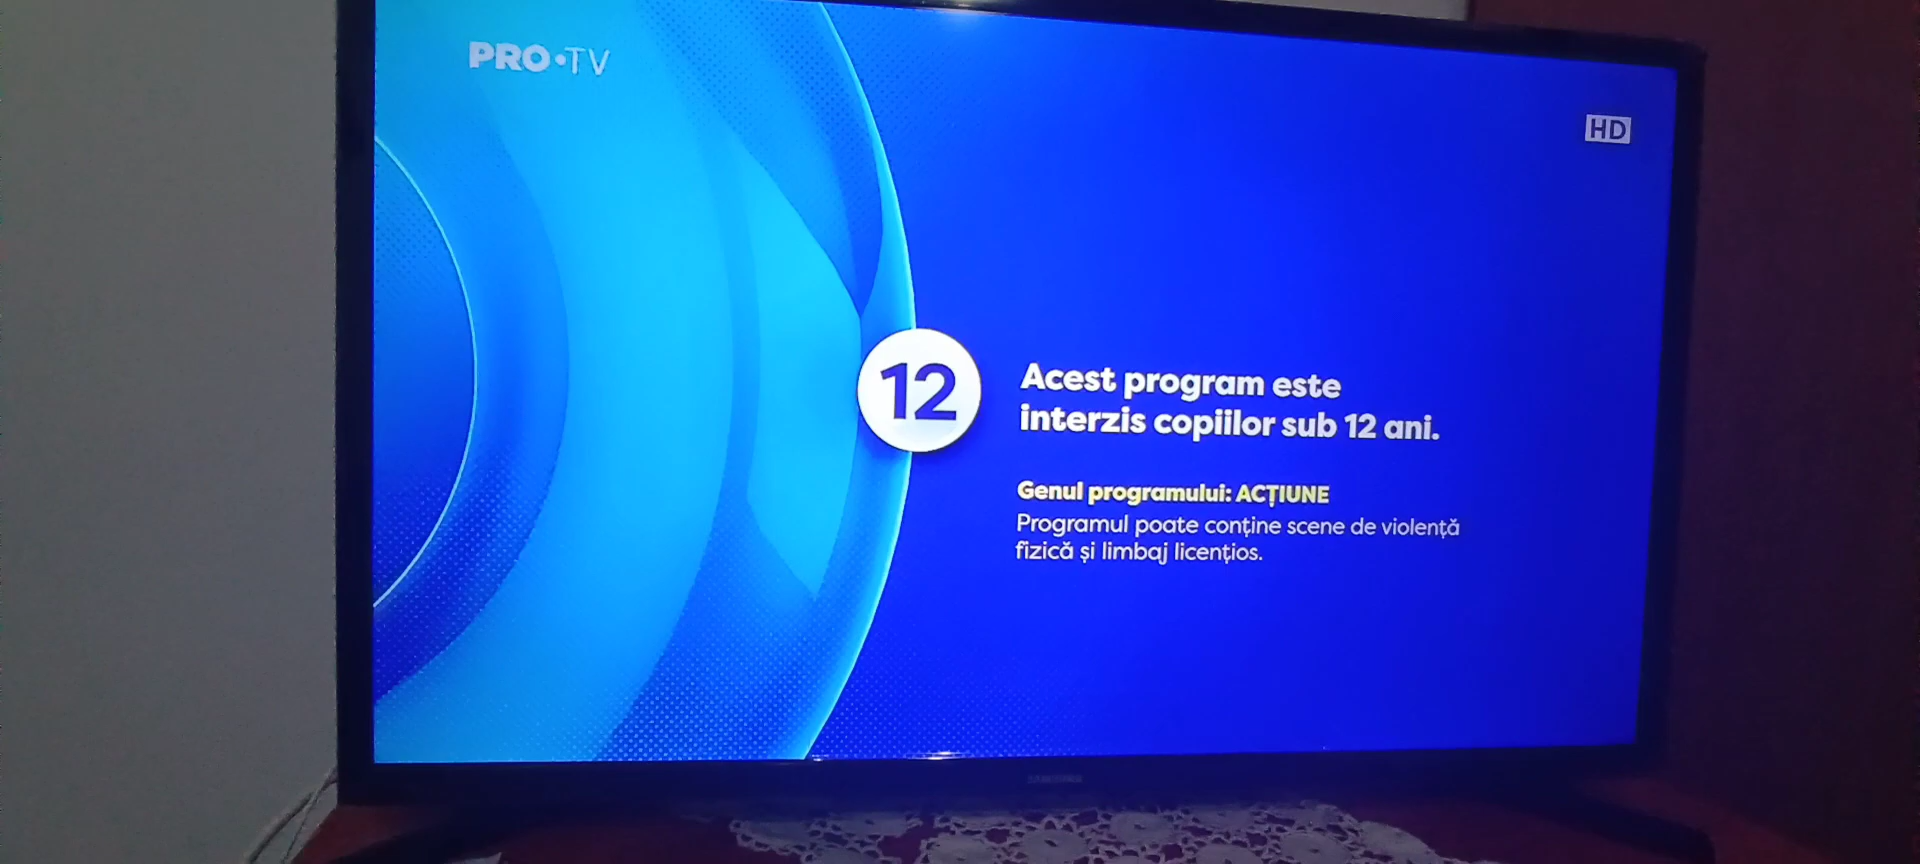 PRO•TV
HD
12
Acest program este
interzis copiilor sub 12 ani.
Genul programului: ACȚIUNE
Programul poate conține scene de violență
fizică și limbaj licențios.